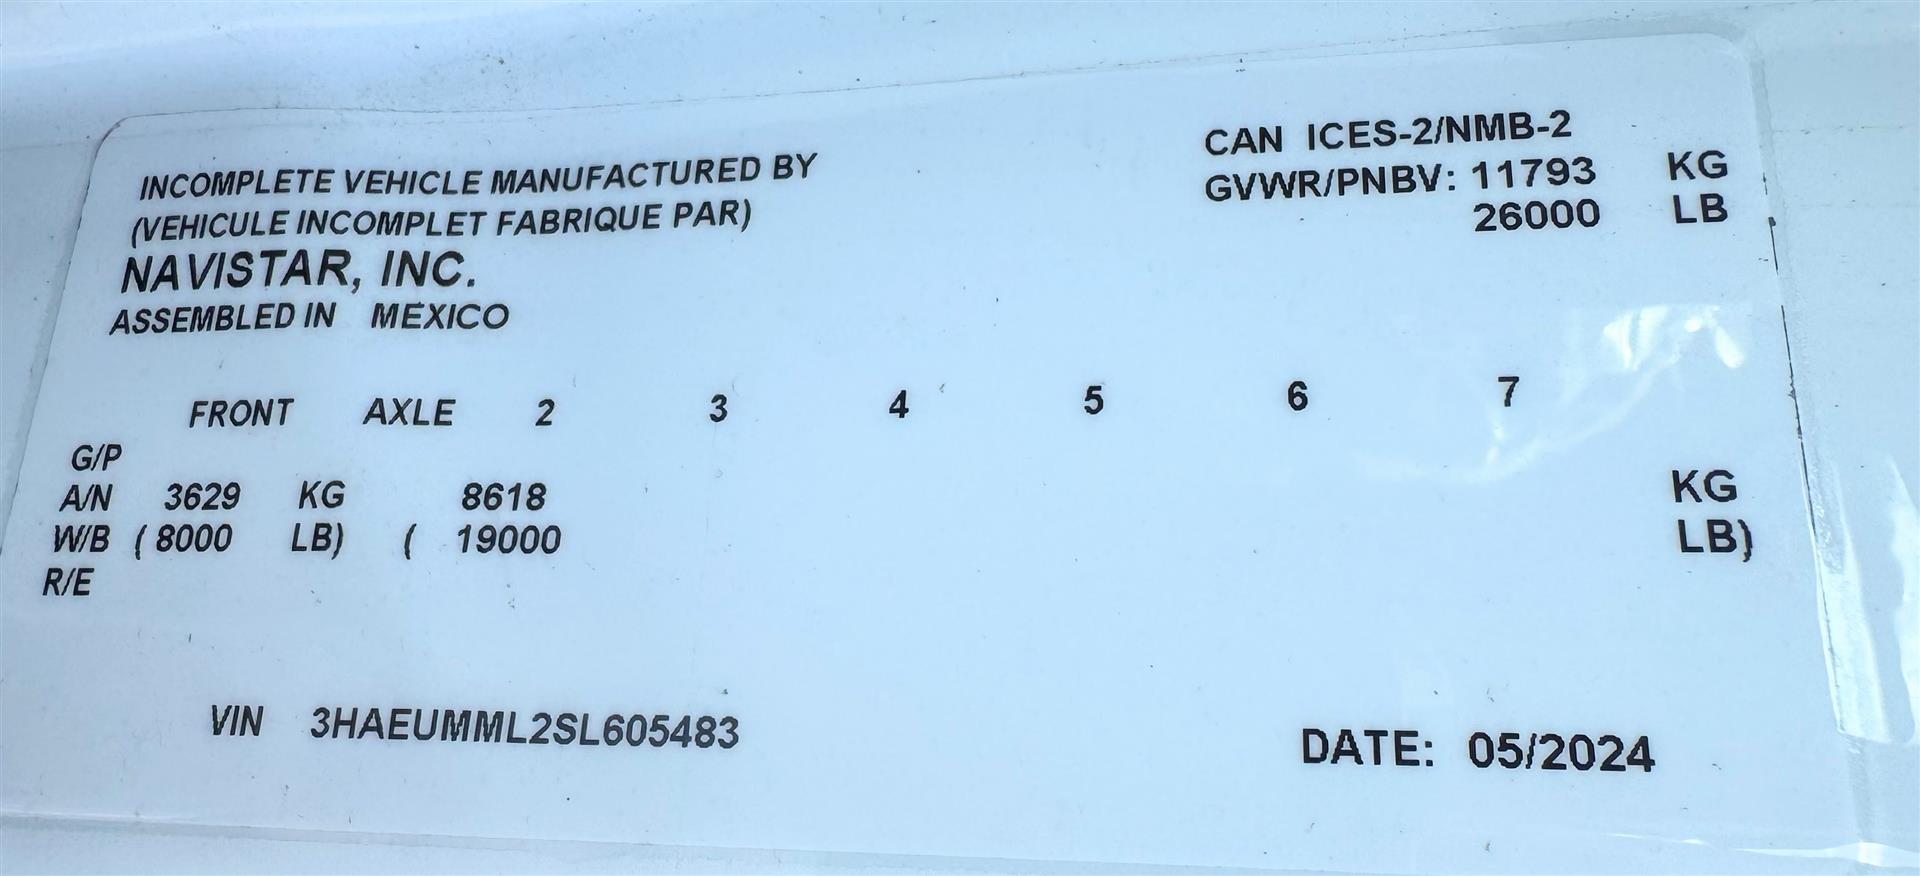 INCOMPLETE VEHICLE MANUFACTURED BY
(VEHICULE INCOMPLET FABRIQUE PAR)
NAVISTAR, INC.
ASSEMBLED IN MEXICO
CAN ICES-2/NMB-2
GVWR/PNBV: 11793 KG
26000 LB
FRONT AXLE 2 3 4 5 6 7
G/P
A/N 3629 KG 8618 KG
W/B ( 8000 LB) ( 19000 LB)
R/E
VIN 3HAEUMML2SL605483
DATE: 05/2024